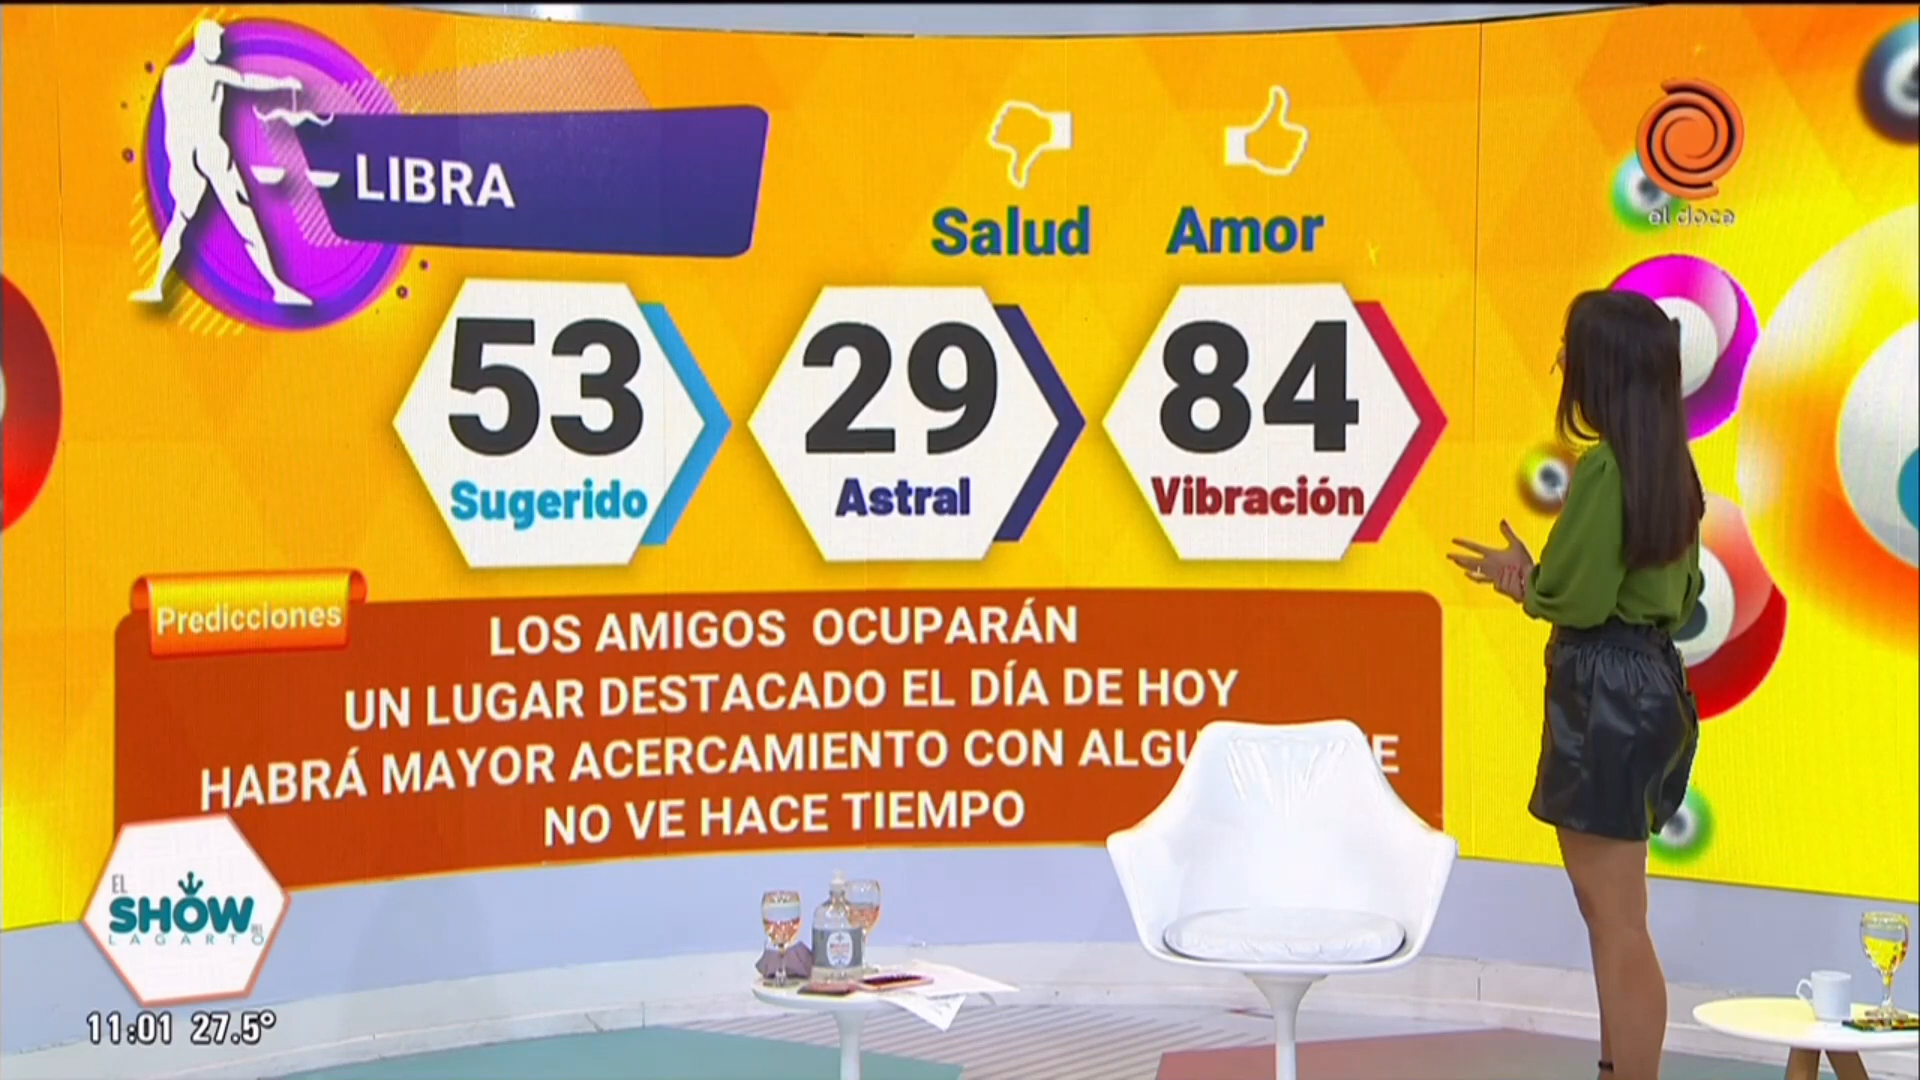 LIBRA
Salud
Amor
el doce
53
Sugerido
29
Astral
84
Vibración
Predicciones
LOS AMIGOS OCUPARÁN
UN LUGAR DESTACADO EL DÍA DE HOY
HABRÁ MAYOR ACERCAMIENTO CON
NO VE HACE TIEMPO
EL
SHOW
DEL
LAGARTO
11:01 27.5°